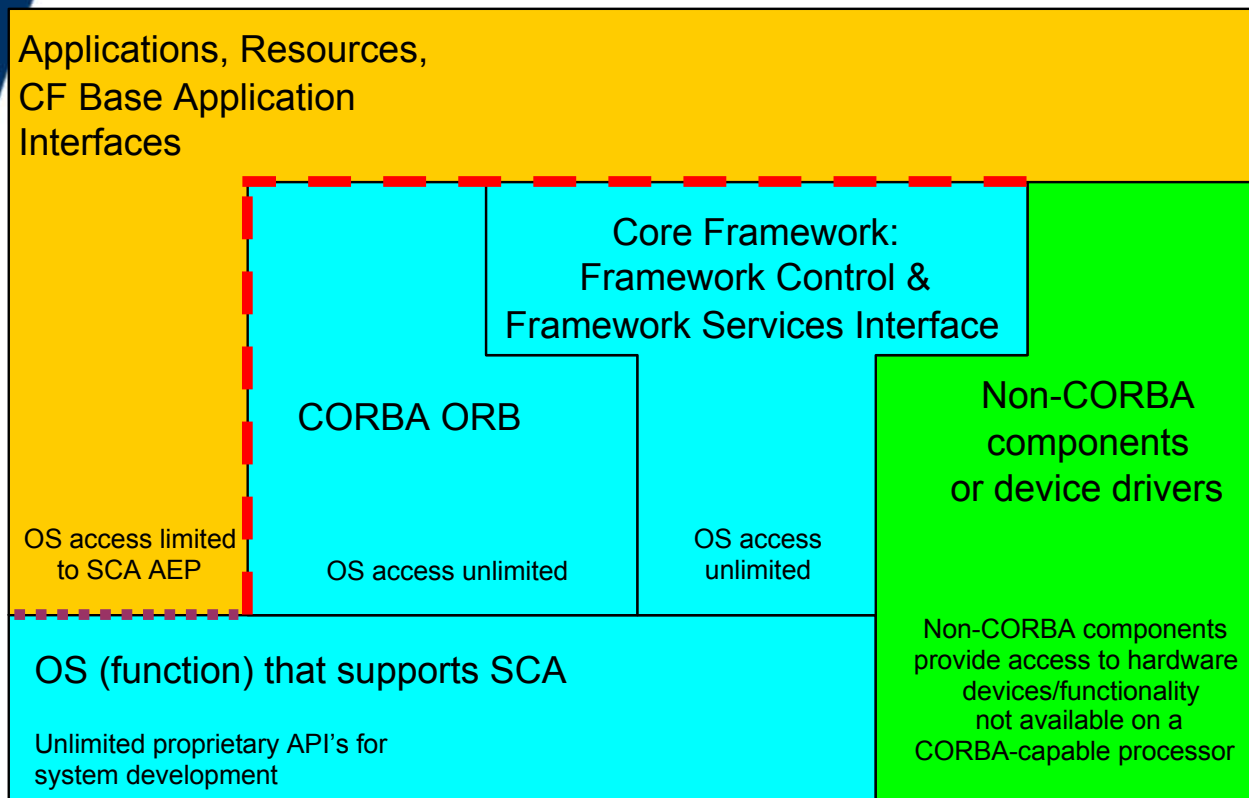 Applications, Resources,
CF Base Application
Interfaces
Core Framework:
Framework Control &
Framework Services Interface
CORBA ORB
Non-CORBA
components
or device drivers
OS access limited
to SCA AEP
OS access unlimited
OS access
unlimited
OS (function) that supports SCA
Unlimited proprietary API's for
system development
Non-CORBA components
provide access to hardware
devices/functionality
not available on a
CORBA-capable processor